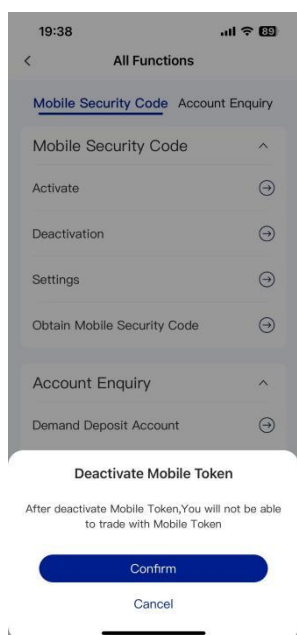 19:38
89
All Functions
Mobile Security Code Account Enquiry
Mobile Security Code
Activate
Deactivation
Settings
Obtain Mobile Security Code
Account Enquiry
Demand Deposit Account
Deactivate Mobile Token
After deactivate Mobile Token,You will not be able
to trade with Mobile Token
Confirm
Cancel